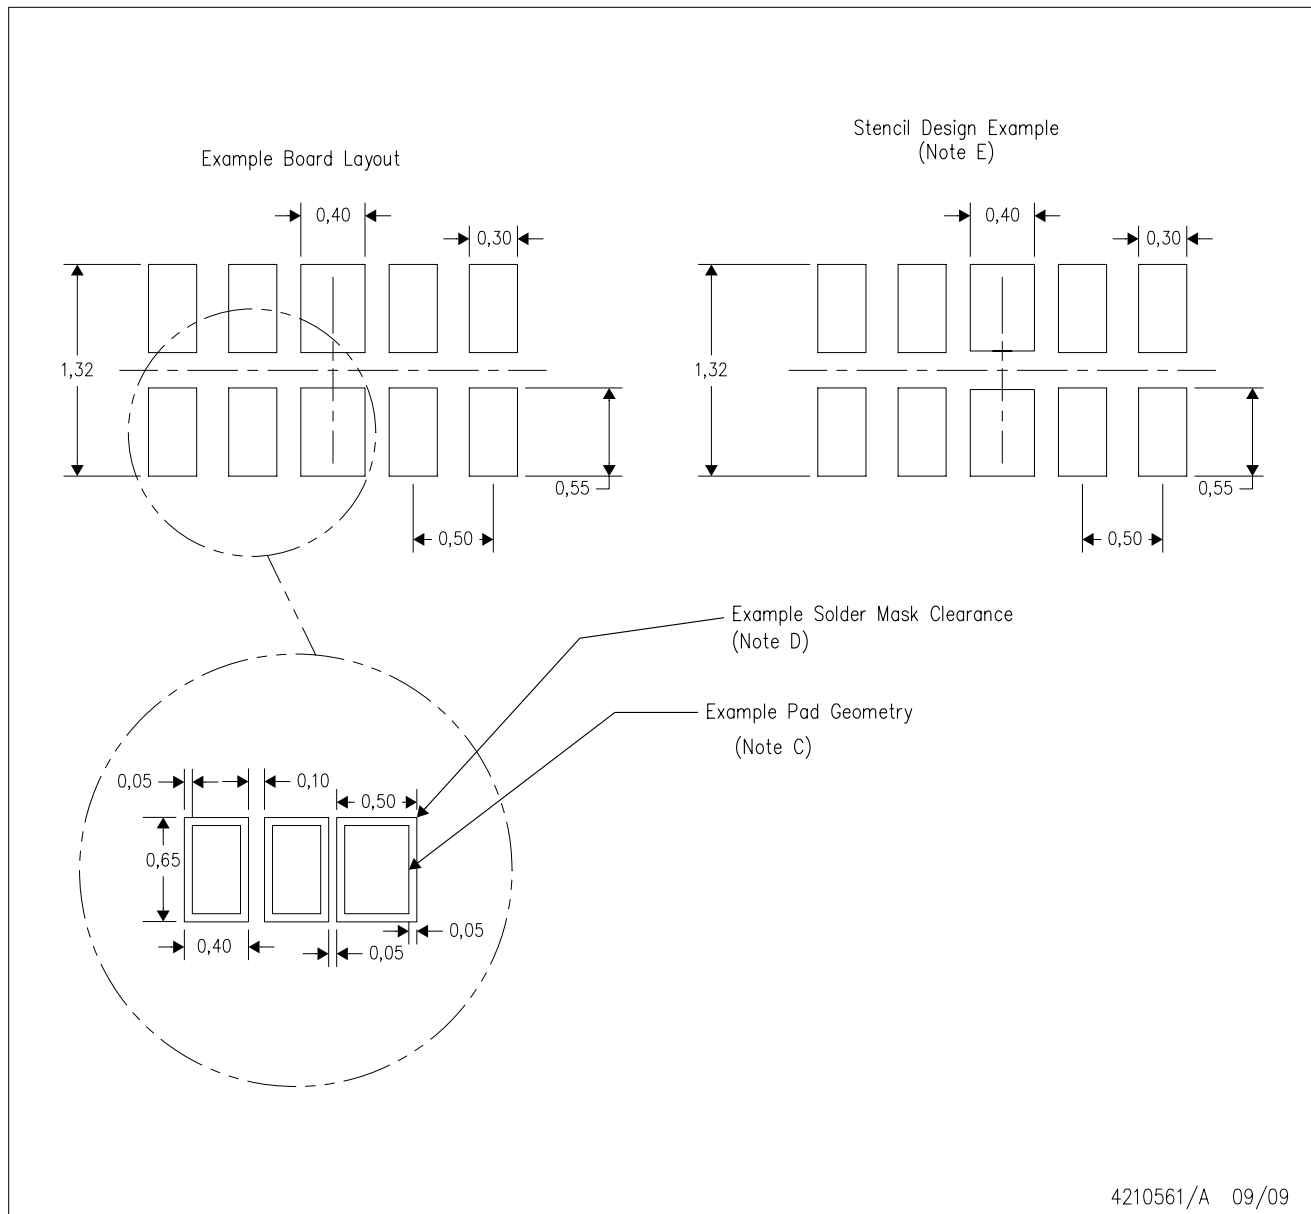 Example Board Layout
0,40
0,30
1,32
0,55
0,50
Stencil Design Example
(Note E)
0,40
0,30
1,32
0,55
0,50
Example Solder Mask Clearance
(Note D)
Example Pad Geometry
(Note C)
0,05
0,10
0,50
0,65
0,40
0,05
0,05
4210561/A 09/09